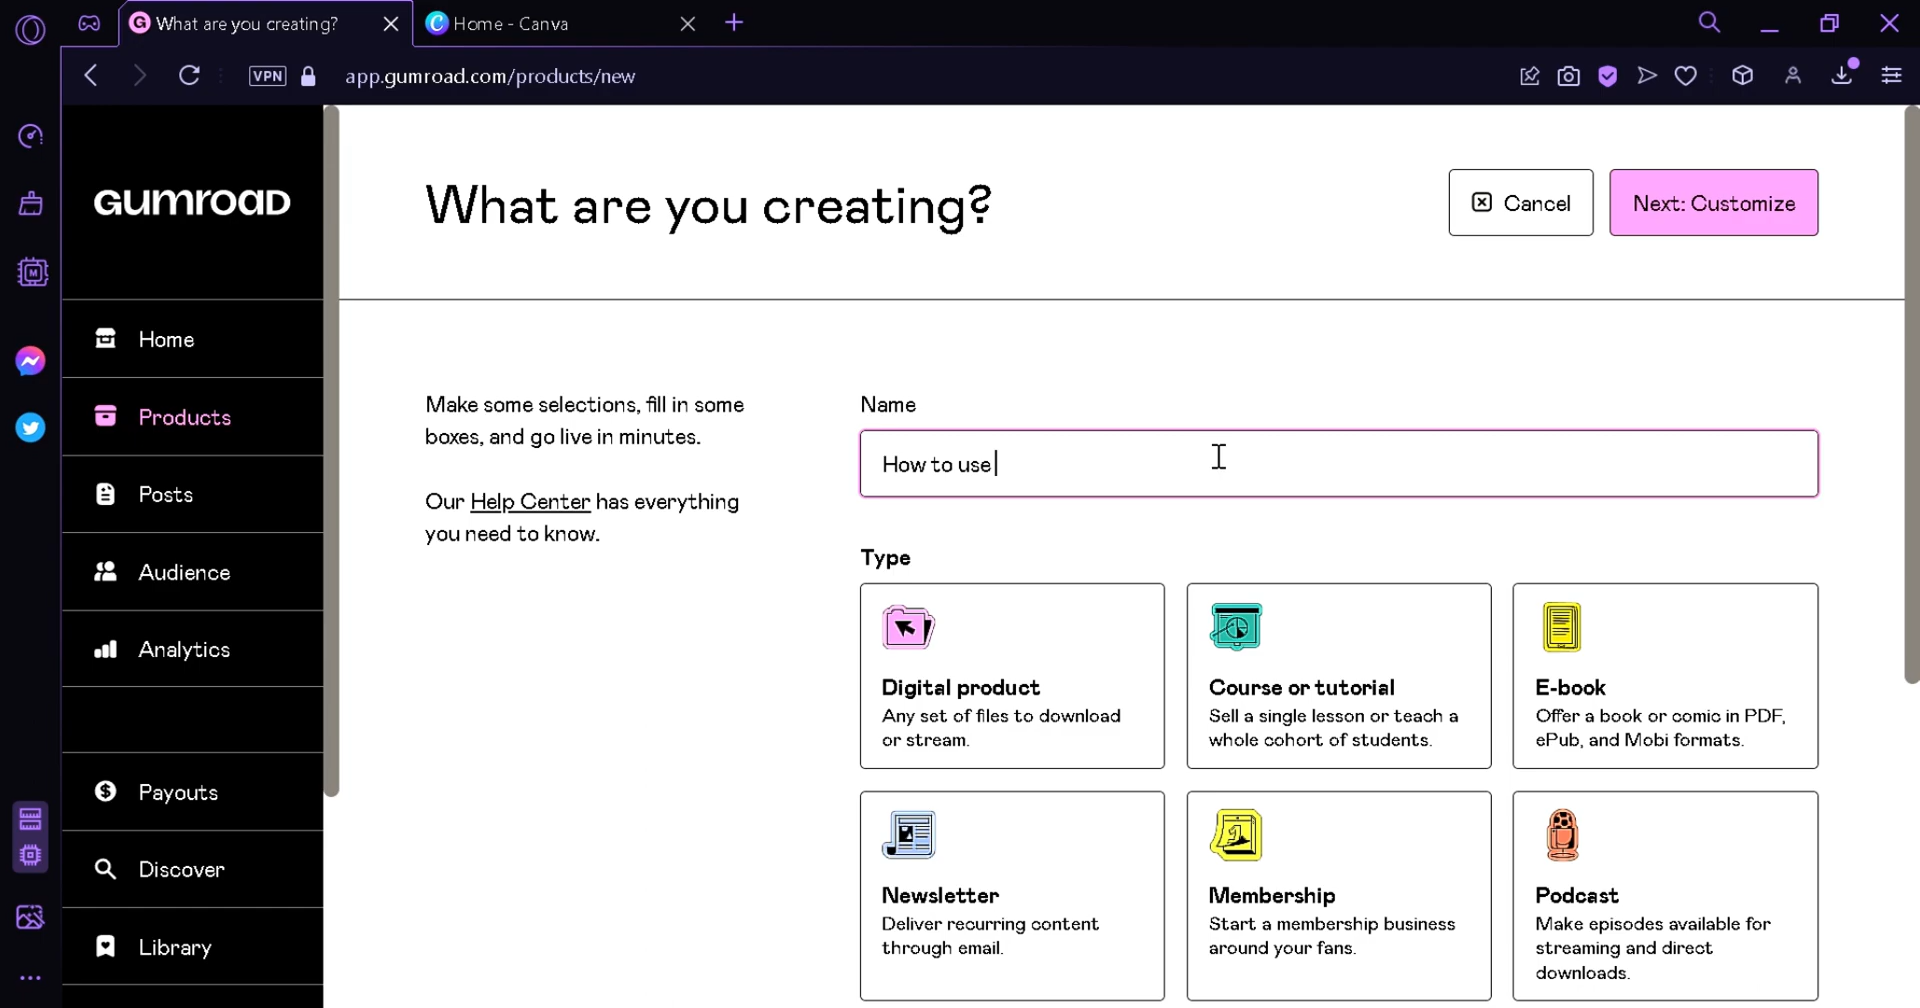 What are you creating?
Home - Canva
VPN
app.gumroad.com/products/new
GUMROAD
What are you creating?
Cancel
Next: Customize
Home
Products
Posts
Audience
Analytics
Payouts
Discover
Library
Make some selections, fill in some
boxes, and go live in minutes.
Our Help Center has everything
you need to know.
Name
How to use
Type
Digital product
Any set of files to download
or stream.
Course or tutorial
Sell a single lesson or teach a
whole cohort of students.
E-book
Offer a book or comic in PDF,
ePub, and Mobi formats.
Newsletter
Deliver recurring content
through email.
Membership
Start a membership business
around your fans.
Podcast
Make episodes available for
streaming and direct
downloads.